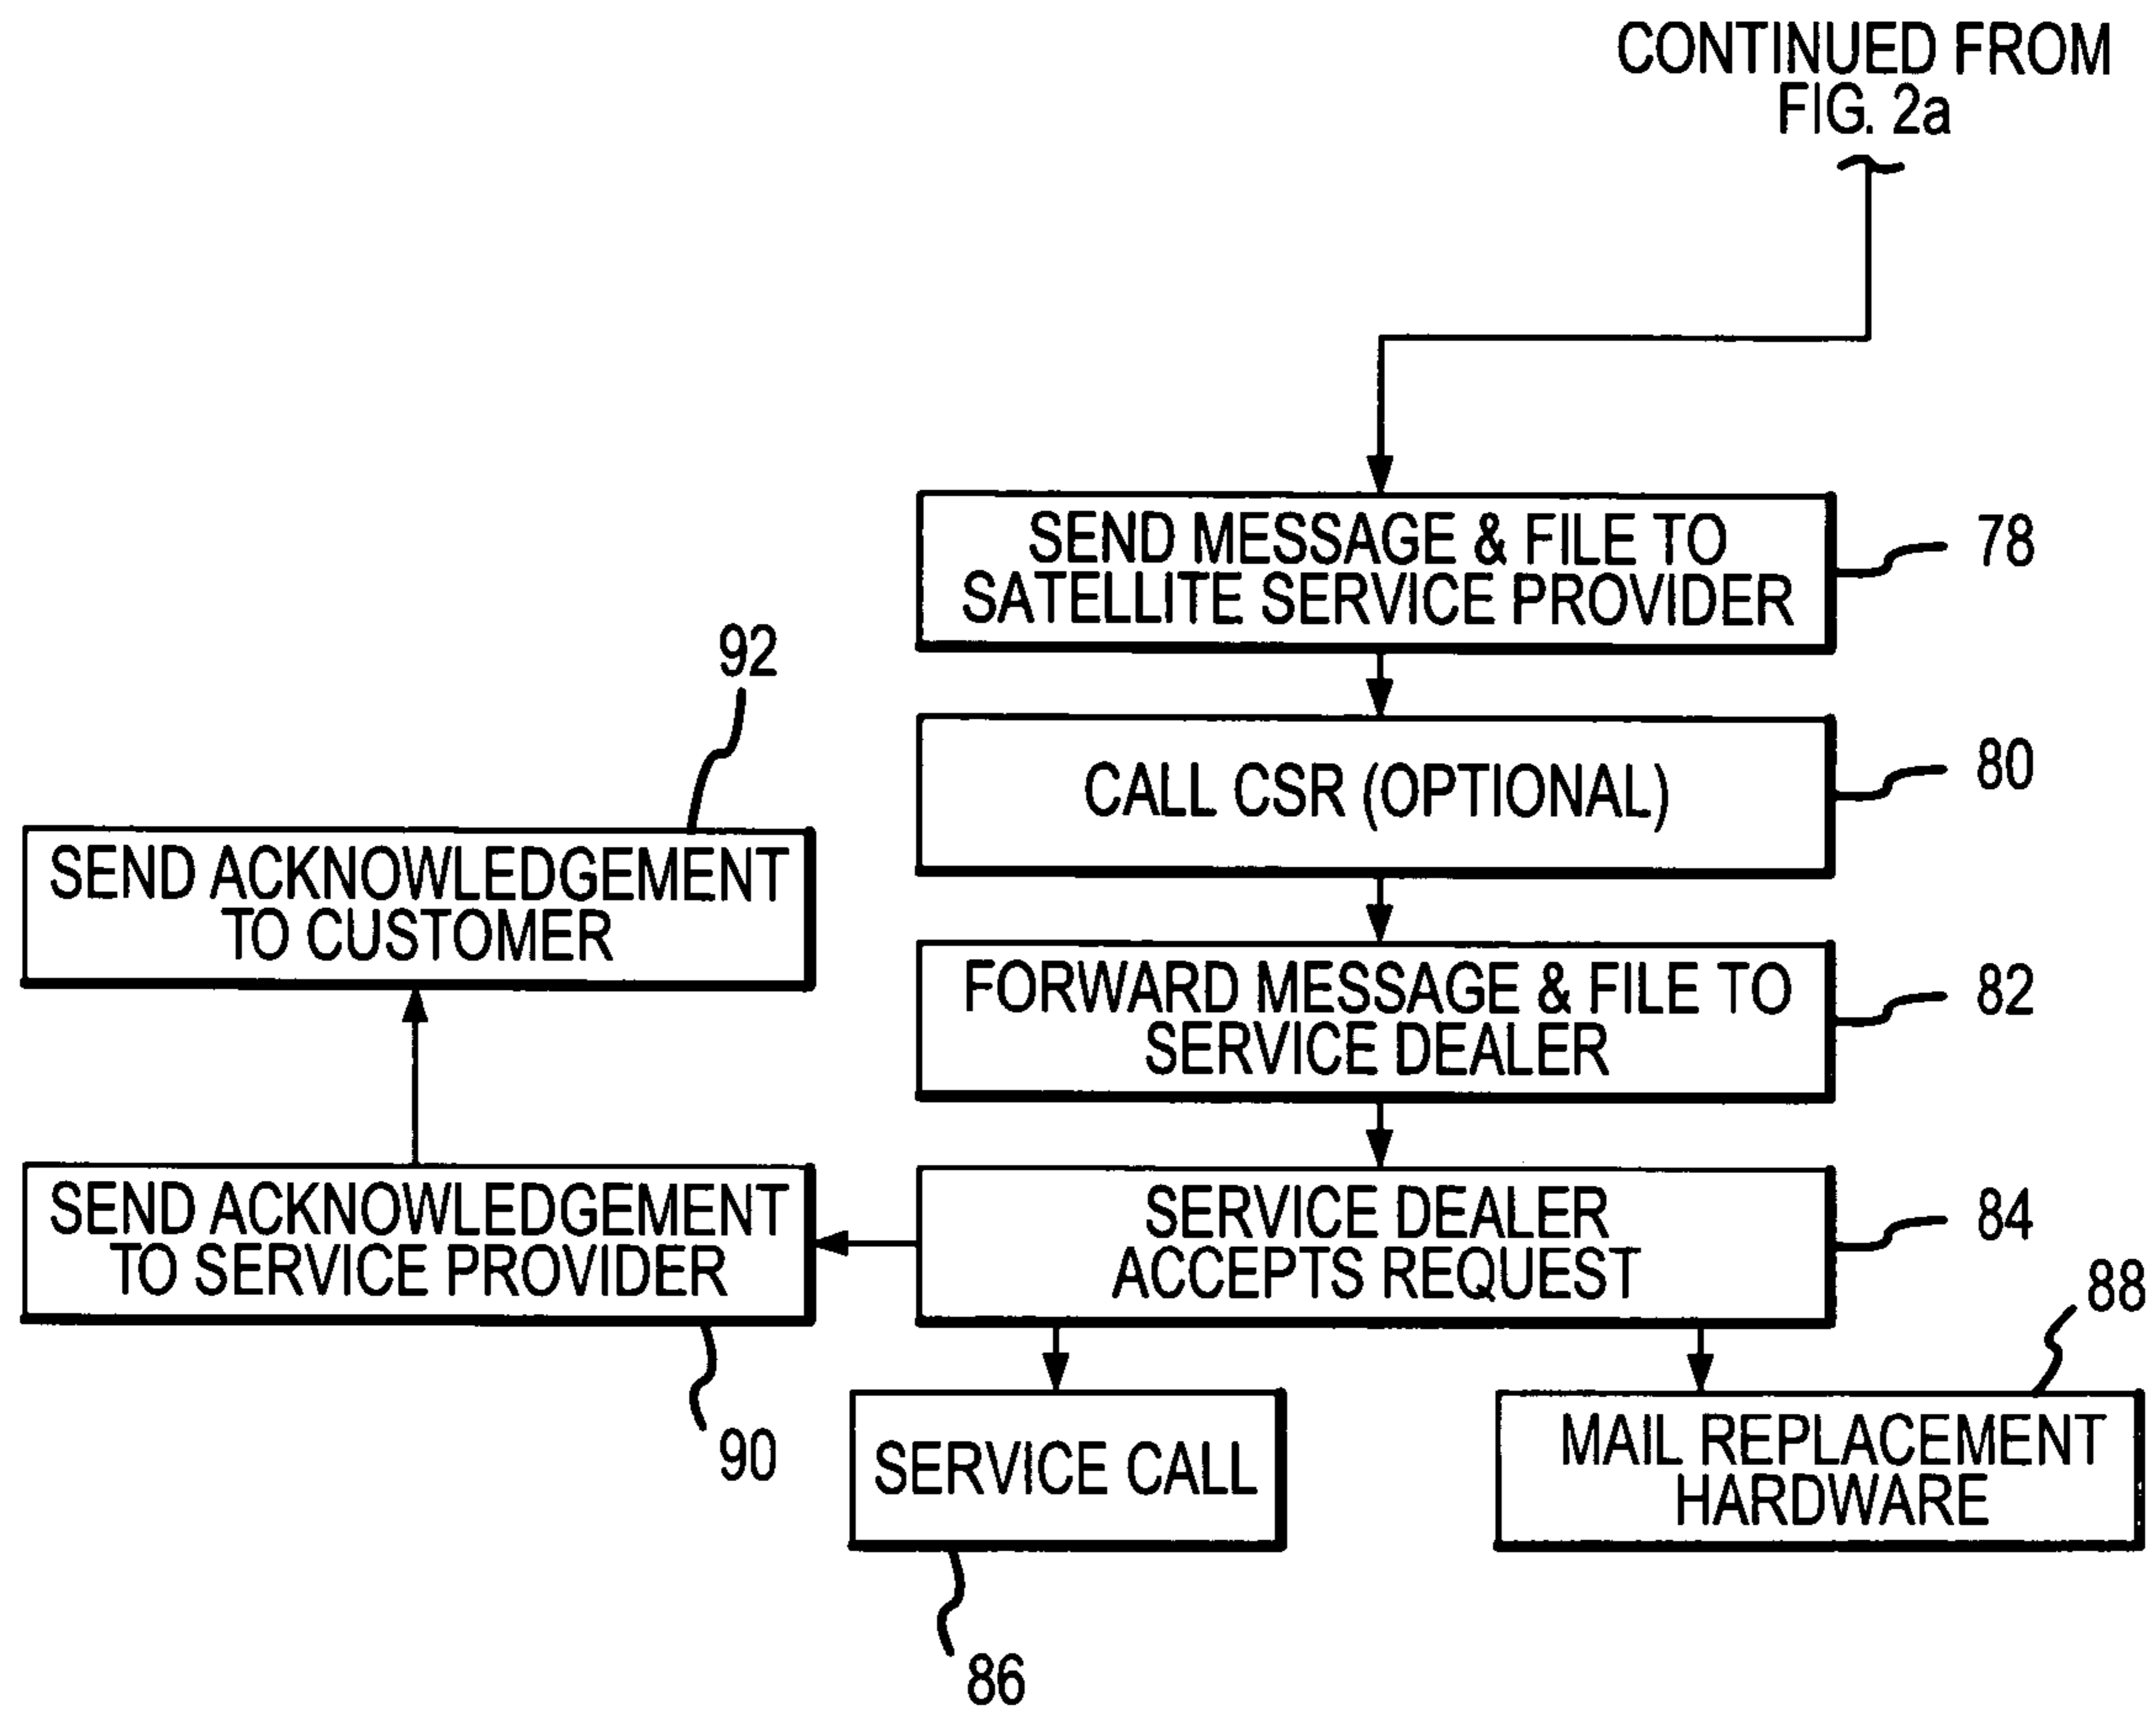 CONTINUED FROM
FIG. 2a
SEND MESSAGE & FILE TO
SATELLITE SERVICE PROVIDER
78
92
CALL CSR (OPTIONAL)
80
SEND ACKNOWLEDGEMENT
TO CUSTOMER
FORWARD MESSAGE & FILE TO
SERVICE DEALER
82
SEND ACKNOWLEDGEMENT
TO SERVICE PROVIDER
SERVICE DEALER
ACCEPTS REQUEST
84
88
90
SERVICE CALL
MAIL REPLACEMENT
HARDWARE
86